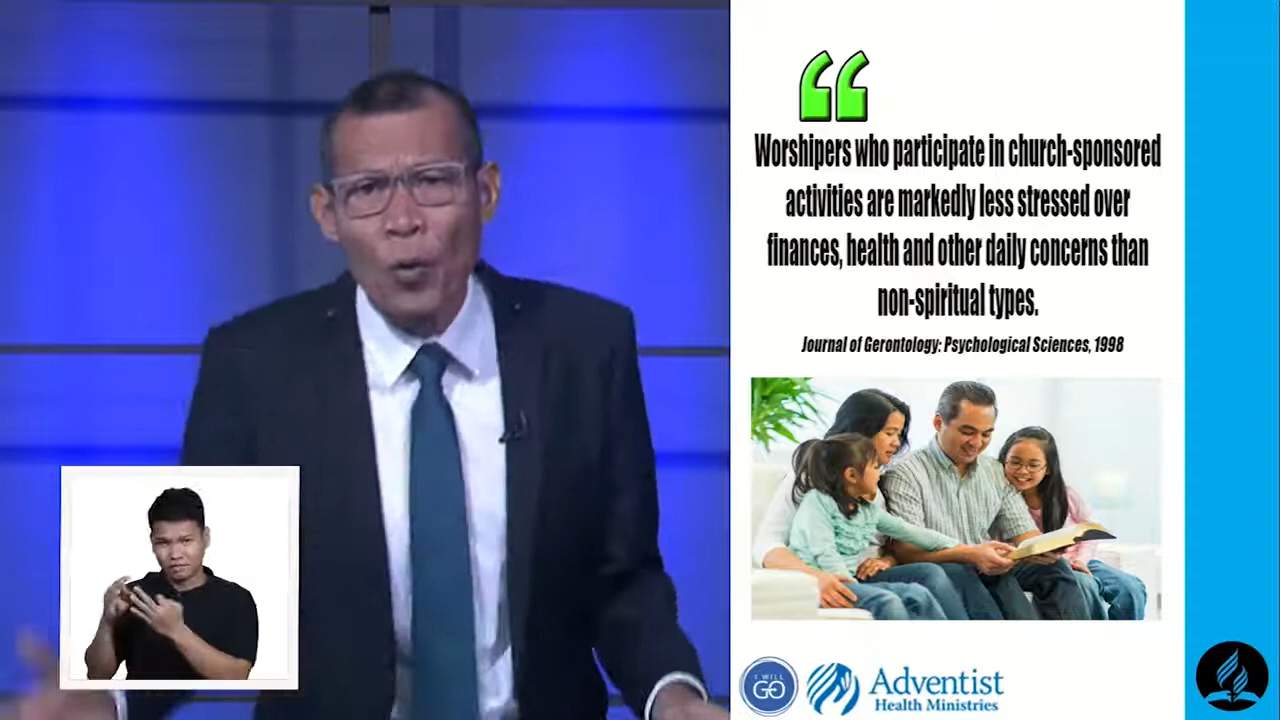 Worshipers who participate in church-sponsored
activities are markedly less stressed over
finances, health and other daily concerns than
non-spiritual types.
Journal of Gerontology: Psychological Sciences, 1998
I WILL
GO
Adventist
Health Ministries